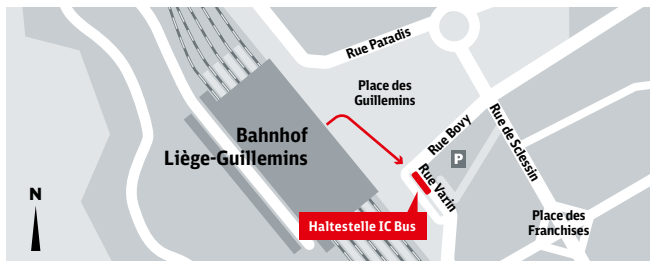 Rue Paradis
Place des
Guillemins
Bahnhof
Liège-Guillemins
Rue Bovy
P
Rue de Sclessin
Rue Varin
N
Haltestelle IC Bus
Place des
Franchises